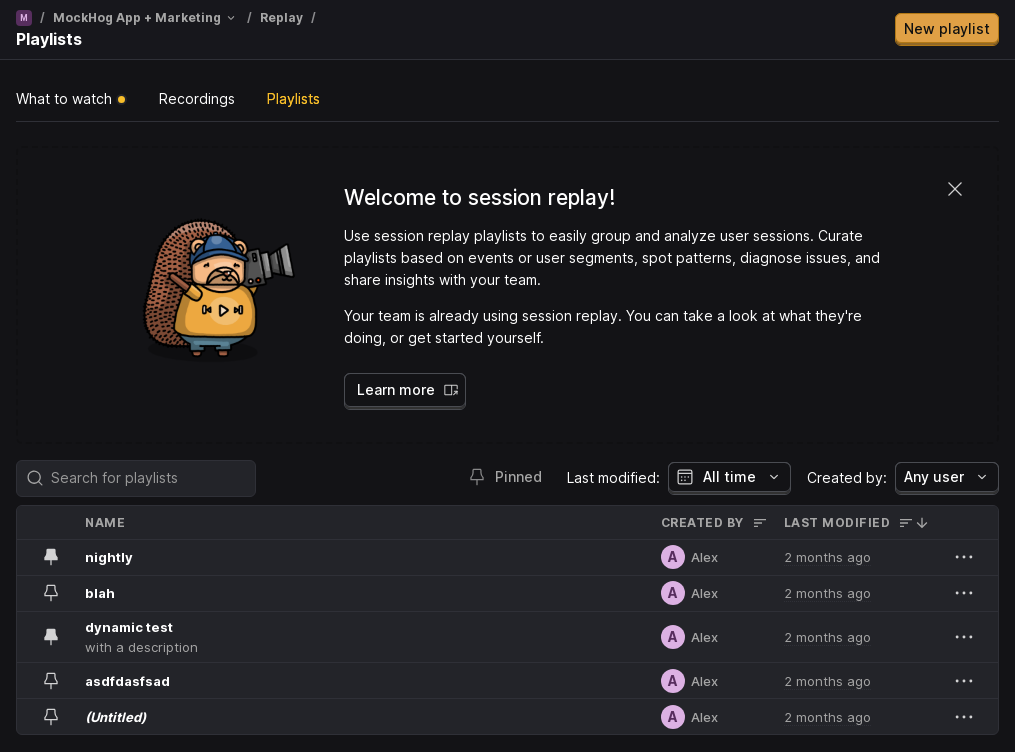 M / MockHog App + Marketing / Replay /
Playlists
New playlist
What to watch
Recordings
Playlists
Welcome to session replay!
Use session replay playlists to easily group and analyze user sessions. Curate
playlists based on events or user segments, spot patterns, diagnose issues, and
share insights with your team.
Your team is already using session replay. You can take a look at what they're
doing, or get started yourself.
Learn more
Search for playlists
Pinned
Last modified:
All time
Created by:
Any user
NAME CREATED BY LAST MODIFIED
nightly A Alex 2 months ago
blah A Alex 2 months ago
dynamic test
with a description
A Alex 2 months ago
asdfdasfsad A Alex 2 months ago
(Untitled) A Alex 2 months ago